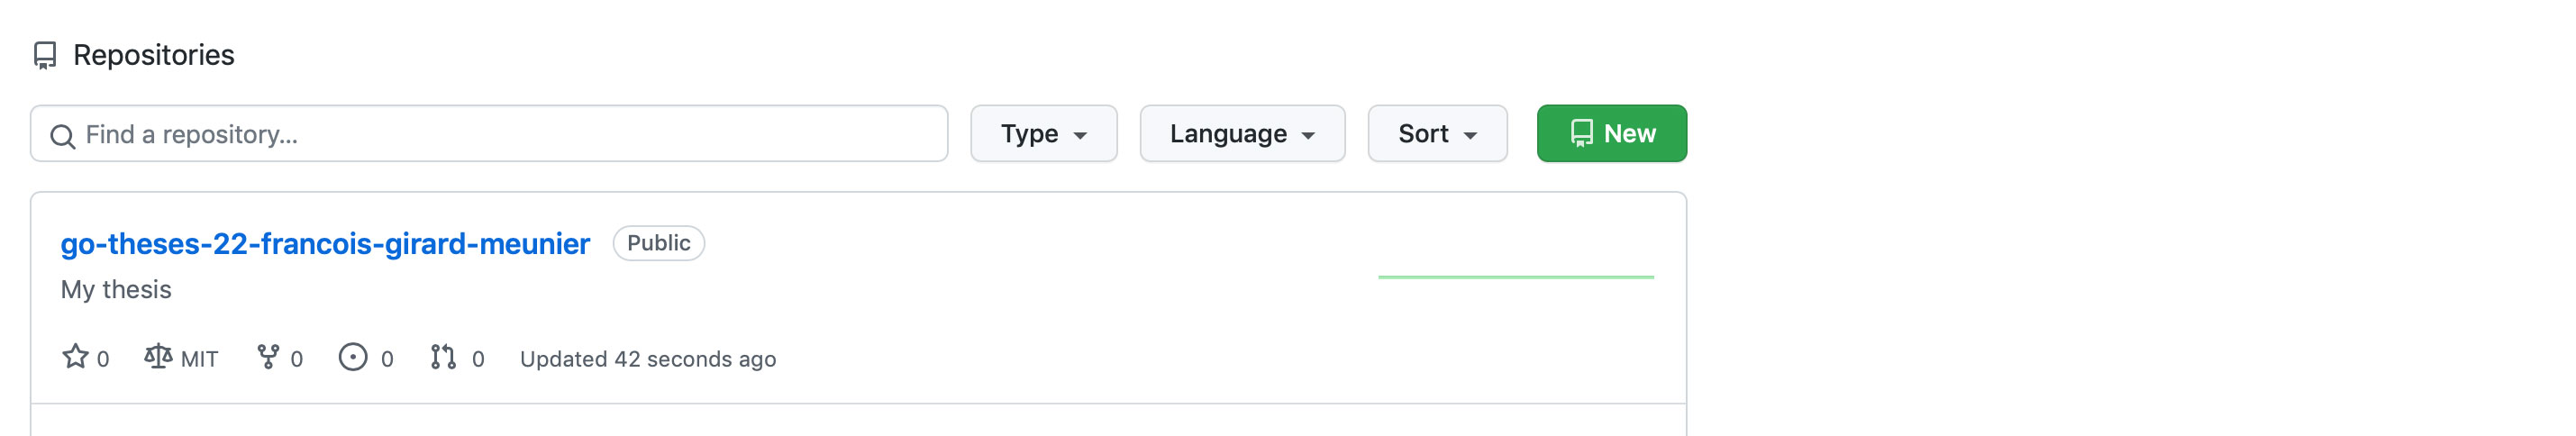 Repositories
Find a repository... Type Language Sort New
go-theses-22-francois-girard-meunier Public
My thesis
0 MIT 0 0 0 Updated 42 seconds ago